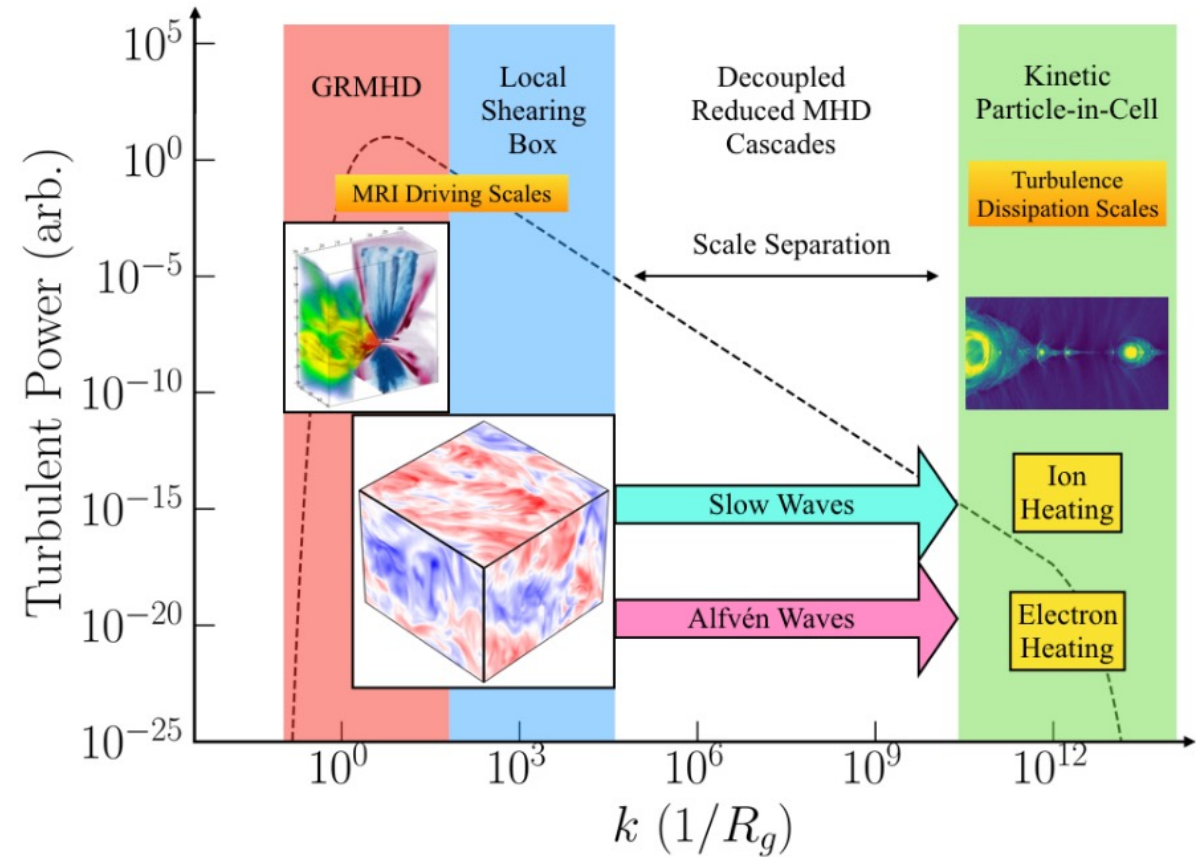 GRMHD
Local
Shearing
Box
Decoupled
Reduced MHD
Cascades
Kinetic
Particle-in-Cell
MRI Driving Scales
Turbulence
Dissipation Scales
Scale Separation
Slow Waves
Alfvén Waves
Ion
Heating
Electron
Heating
Turbulent Power (arb.)
10^5
10^0
10^-5
10^-10
10^-15
10^-20
10^-25
10^0
10^3
10^6
10^9
10^12
k (1/R_g)